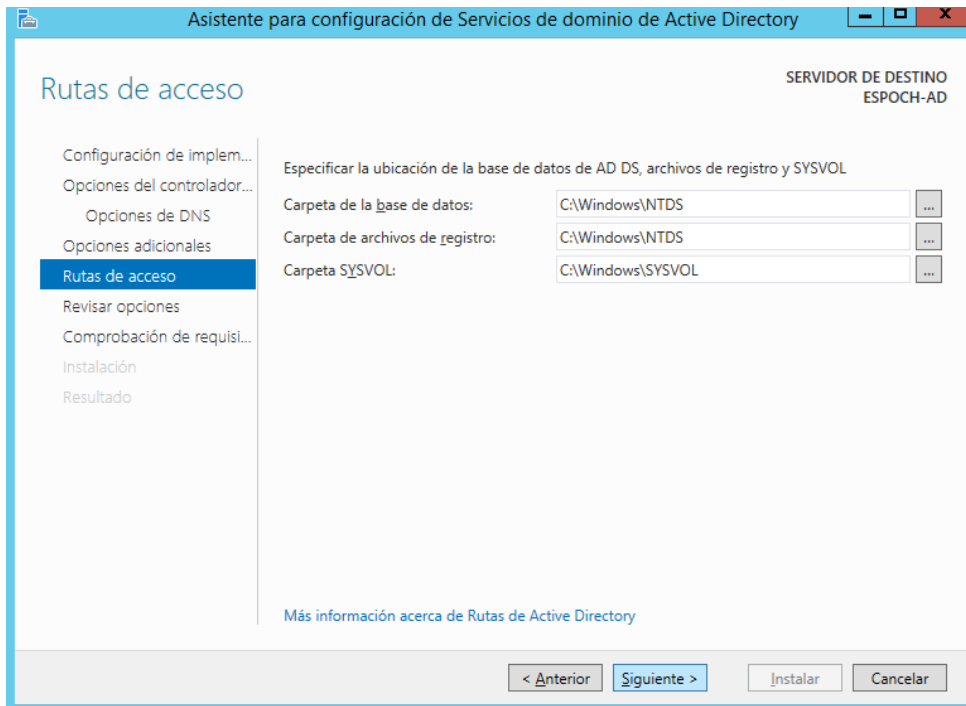 Asistente para configuración de Servicios de dominio de Active Directory
Rutas de acceso
SERVIDOR DE DESTINO
ESPOCH-AD
Configuración de implem...
Opciones del controlador...
Opciones de DNS
Opciones adicionales
Rutas de acceso
Revisar opciones
Comprobación de requisi...
Instalación
Resultado
Especificar la ubicación de la base de datos de AD DS, archivos de registro y SYSVOL
Carpeta de la base de datos: C:\Windows\NTDS ...
Carpeta de archivos de registro: C:\Windows\NTDS ...
Carpeta SYSVOL: C:\Windows\SYSVOL ...
Más información acerca de Rutas de Active Directory
< Anterior Siguiente > Instalar Cancelar